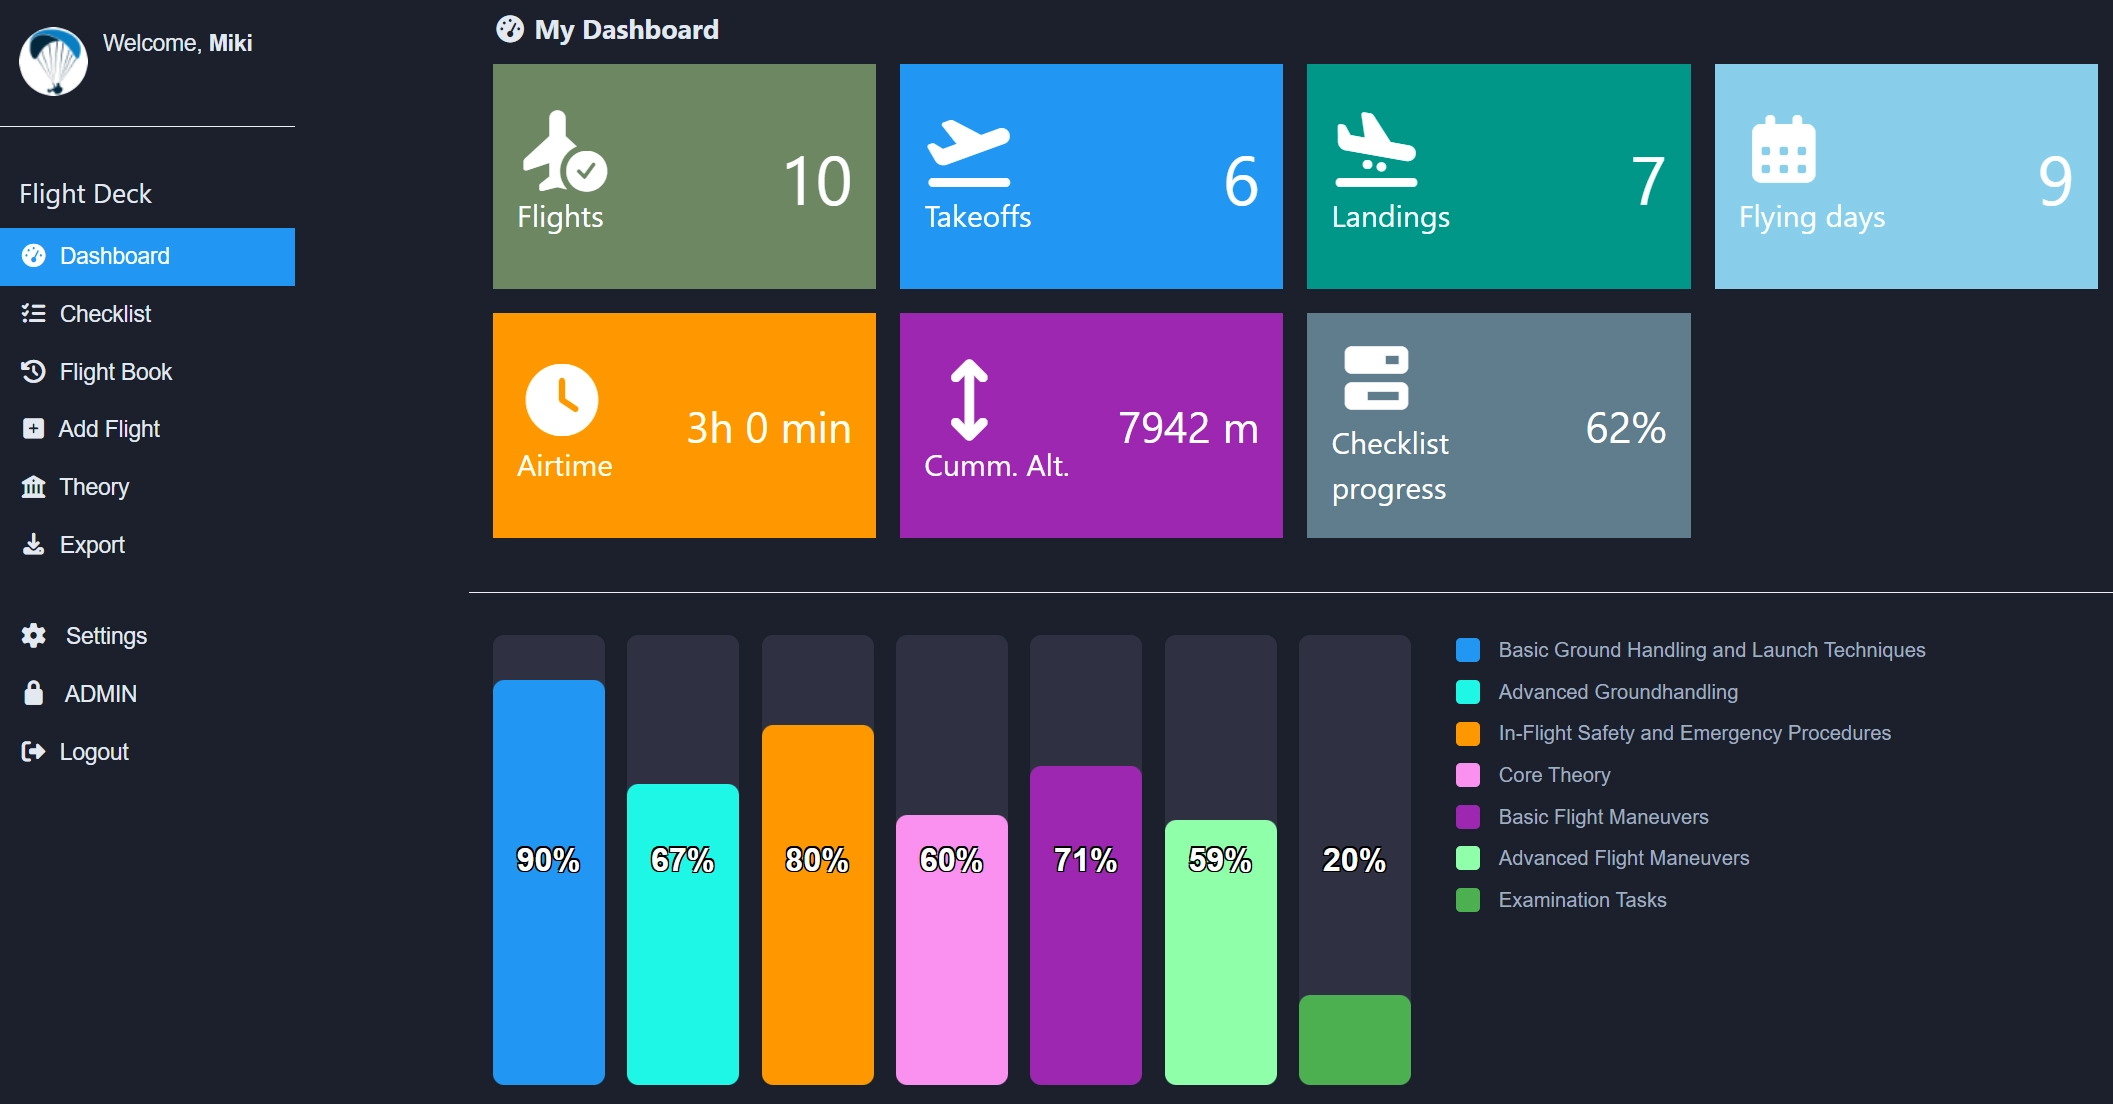 Welcome, Miki
Flight Deck
Dashboard
Checklist
Flight Book
Add Flight
Theory
Export
Settings
ADMIN
Logout
My Dashboard
Flights
10
Takeoffs
6
Landings
7
Flying days
9
Airtime
3h 0 min
Cumm. Alt.
7942 m
Checklist
progress
62%
90%
67%
80%
60%
71%
59%
20%
Basic Ground Handling and Launch Techniques
Advanced Groundhandling
In-Flight Safety and Emergency Procedures
Core Theory
Basic Flight Maneuvers
Advanced Flight Maneuvers
Examination Tasks